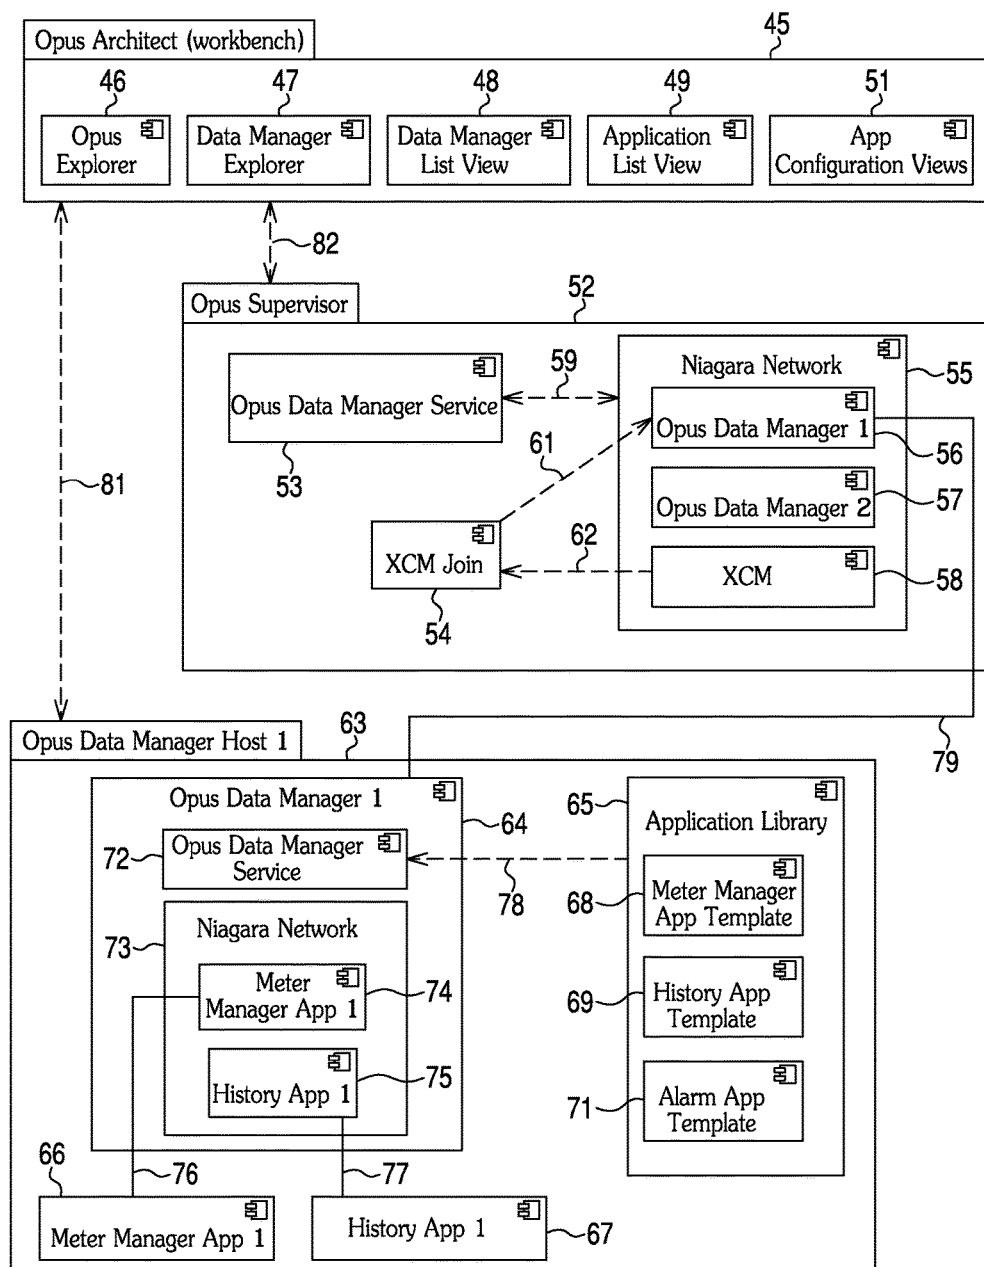 Opus Architect (workbench)
45
46
47
48
49
51
Opus
Explorer
Data Manager
Explorer
Data Manager
List View
Application
List View
App
Configuration Views
82
Opus Supervisor
52
81
Opus Data Manager Service
53
59
Niagara Network
55
Opus Data Manager 1
56
61
Opus Data Manager 2
57
XCM Join
54
62
XCM
58
79
Opus Data Manager Host 1
63
Opus Data Manager 1
64
72
Opus Data Manager
Service
78
65
Application Library
68
Meter Manager
App Template
73
Niagara Network
Meter
Manager App 1
74
69
History App
Template
History App 1
75
71
Alarm App
Template
76
77
66
Meter Manager App 1
History App 1
67